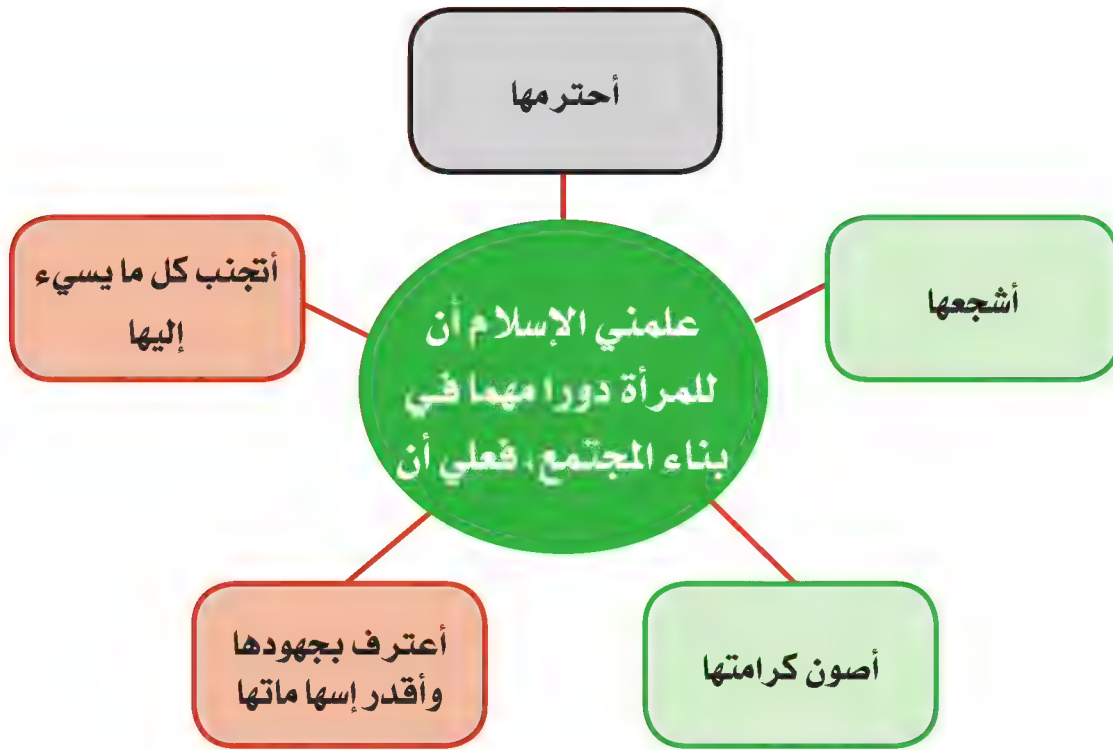 أحترمها
أشجعها
أتجنب كل ما يسيء
إليها
علمني الإسلام أن
للمرأة دورا مهما في
بناء المجتمع، فعلي أن
أصون كرامتها
أعترف بجهودها
وأقدر إسهاماتها